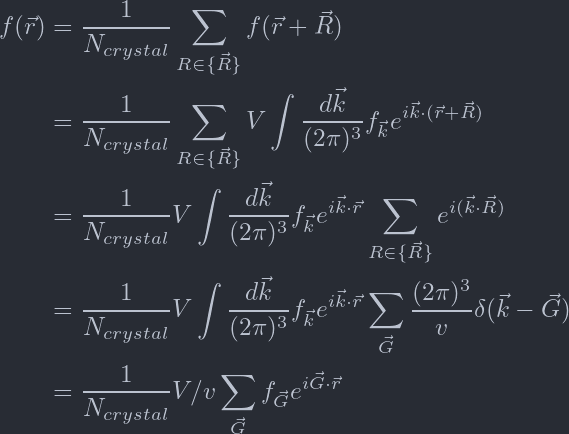 f(\vec{r}) = \frac{1}{N_{crystal}} \sum_{R \in \{\vec{R}\}} f(\vec{r} + \vec{R})
= \frac{1}{N_{crystal}} \sum_{R \in \{\vec{R}\}} V \int \frac{d\vec{k}}{(2\pi)^3} f_{\vec{k}} e^{i\vec{k} \cdot (\vec{r} + \vec{R})}
= \frac{1}{N_{crystal}} V \int \frac{d\vec{k}}{(2\pi)^3} f_{\vec{k}} e^{i\vec{k} \cdot \vec{r}} \sum_{R \in \{\vec{R}\}} e^{i(\vec{k} \cdot \vec{R})}
= \frac{1}{N_{crystal}} V \int \frac{d\vec{k}}{(2\pi)^3} f_{\vec{k}} e^{i\vec{k} \cdot \vec{r}} \sum_{\vec{G}} \frac{(2\pi)^3}{v} \delta(\vec{k} - \vec{G})
= \frac{1}{N_{crystal}} V/v \sum_{\vec{G}} f_{\vec{G}} e^{i\vec{G} \cdot \vec{r}}